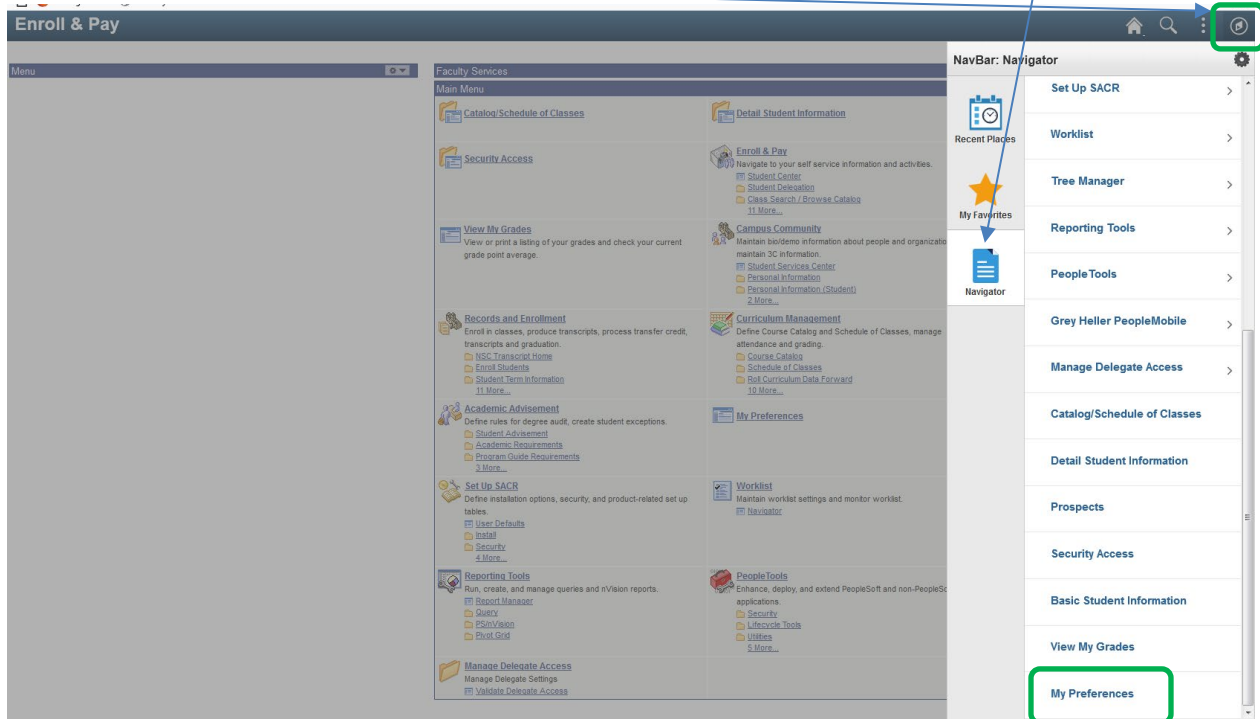 Enroll & Pay
Menu
Faculty Services
Main Menu
Catalog/Schedule of Classes
Detail Student Information
Security Access
Enroll & Pay
Navigate to your self service information and activities.
Student Center
Student Delegation
Class Search / Browse Catalog
11 More...
View My Grades
View or print a listing of your grades and check your current
grade point average.
Campus Community
Maintain bio/demo information about people and organizatio
maintain 3C information.
Student Services Center
Personal Information
Personal Information (Student)
2 More...
Records and Enrollment
Enroll in classes, produce transcripts, process transfer credit,
transcripts and graduation.
NSC Transcript Home
Enroll Students
Student Term Information
11 More...
Curriculum Management
Define Course Catalog and Schedule of Classes, manage
attendance and grading.
Course Catalog
Schedule of Classes
Roll Curriculum Data Forward
10 More...
Academic Advisement
Define rules for degree audit, create student exceptions.
Student Advisement
Academic Requirements
Program Guide Requirements
3 More...
My Preferences
Set Up SACR
Define installation options, security, and product-related set up
tables.
User Defaults
Install
Security
4 More...
Worklist
Maintain worklist settings and monitor worklist.
Navigator
Reporting Tools
Run, create, and manage queries and nVision reports.
Report Manager
Query
PS/nVision
Pivot Grid
PeopleTools
Enhance, deploy, and extend PeopleSoft and non-PeopleSo
applications.
Security
Lifecycle Tools
Utilities
5 More...
Manage Delegate Access
Manage Delegate Settings
Validate Delegate Access
NavBar: Navigator
Recent Places
My Favorites
Navigator
Set Up SACR
Worklist
Tree Manager
Reporting Tools
PeopleTools
Grey Heller PeopleMobile
Manage Delegate Access
Catalog/Schedule of Classes
Detail Student Information
Prospects
Security Access
Basic Student Information
View My Grades
My Preferences